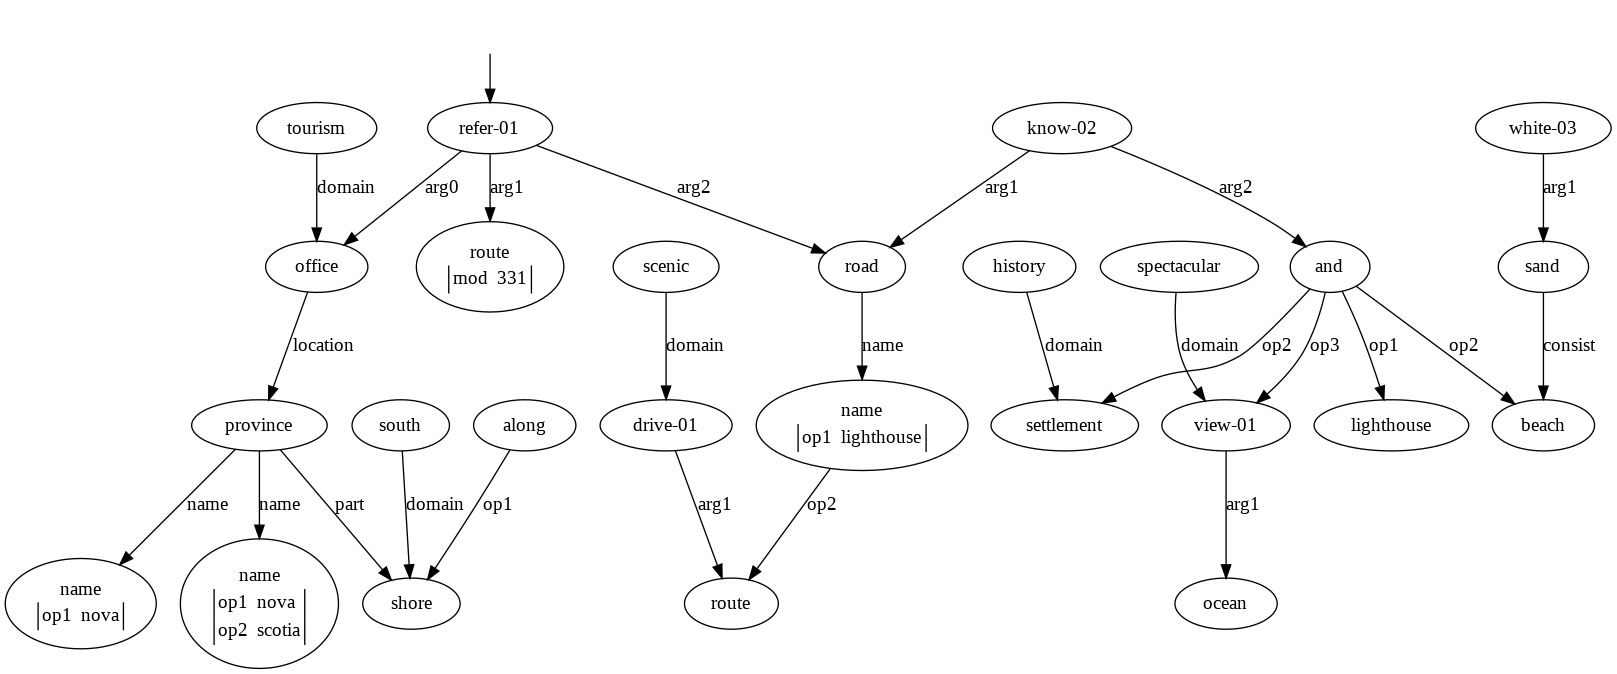 tourism
refer-01
know-02
white-03
domain
arg0
arg1
arg2
arg1
arg2
arg1
office
route
mod 331
scenic
road
history
spectacular
and
sand
location
domain
name
domain
domain
op2
op3
op1
op2
consist
province
south
along
drive-01
name
op1 lighthouse
settlement
view-01
lighthouse
beach
name
name
part
domain
op1
arg1
op2
arg1
name
op1 nova
name
op1 nova
op2 scotia
shore
route
ocean